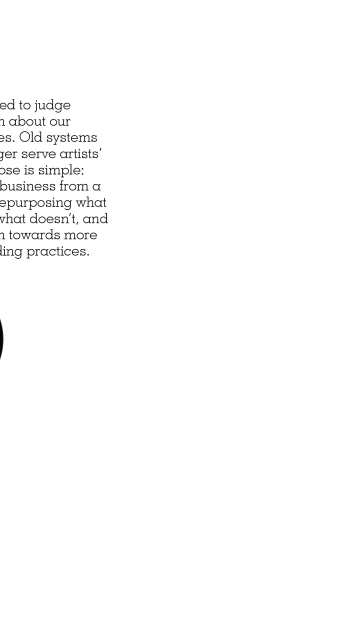 ed to judge
about our
es. Old systems
ger serve artists’
ose is simple:
business from a
epurposing what
what doesn’t, and
towards more
ding practices.